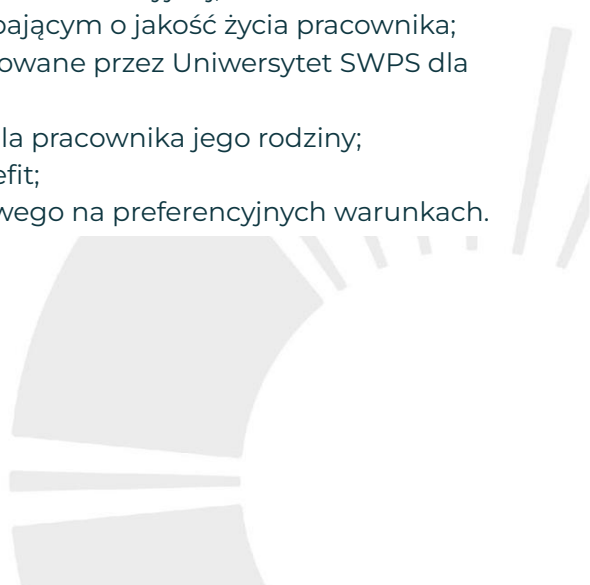 pającym o jakość życia pracownika;
owane przez Uniwersytet SWPS dla
la pracownika jego rodziny;
efit;
wego na preferencyjnych warunkach.